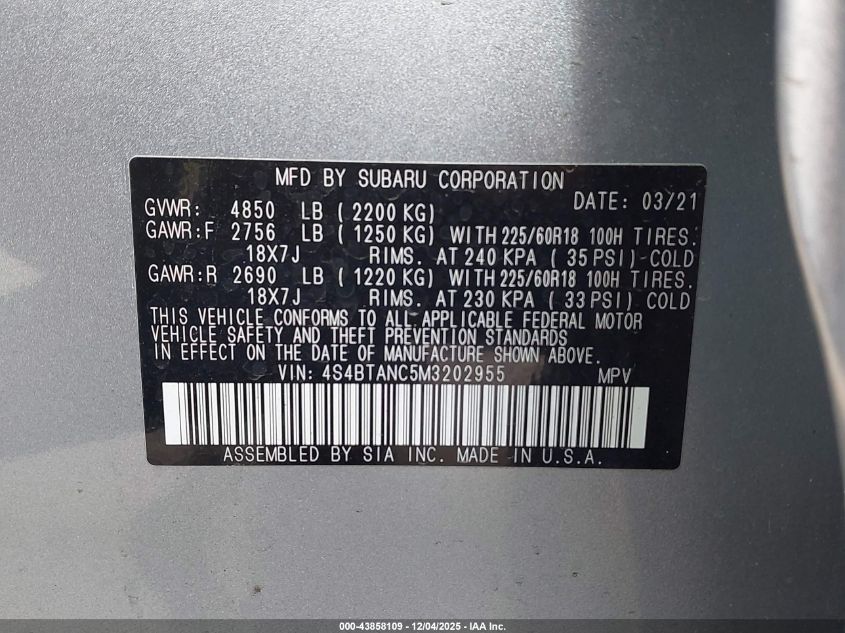 MFD BY SUBARU CORPORATION
DATE: 03/21
GVWR: 4850 LB ( 2200 KG)
GAWR:F 2756 LB ( 1250 KG) WITH 225/60R18 100H TIRES.
18X7J RIMS. AT 240 KPA ( 35 PSI) COLD
GAWR:R 2690 LB ( 1220 KG) WITH 225/60R18 100H TIRES.
18X7J RIMS. AT 230 KPA ( 33 PSI) COLD
THIS VEHICLE CONFORMS TO ALL APPLICABLE FEDERAL MOTOR
VEHICLE SAFETY AND THEFT PREVENTION STANDARDS
IN EFFECT ON THE DATE OF MANUFACTURE SHOWN ABOVE.
VIN: 4S4BTANC5M3202955 MPV
ASSEMBLED BY SIA INC. MADE IN U.S.A.
000-43858109 - 12/04/2025 - IAA Inc.